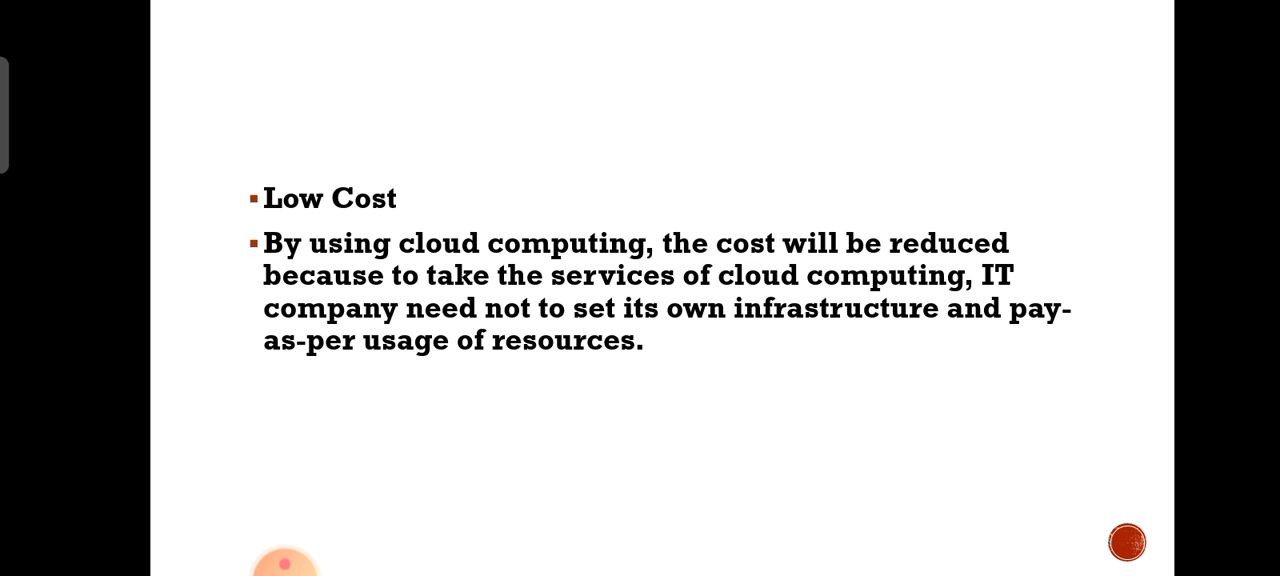 ▪Low Cost
▪By using cloud computing, the cost will be reduced
because to take the services of cloud computing, IT
company need not to set its own infrastructure and pay-
as-per usage of resources.